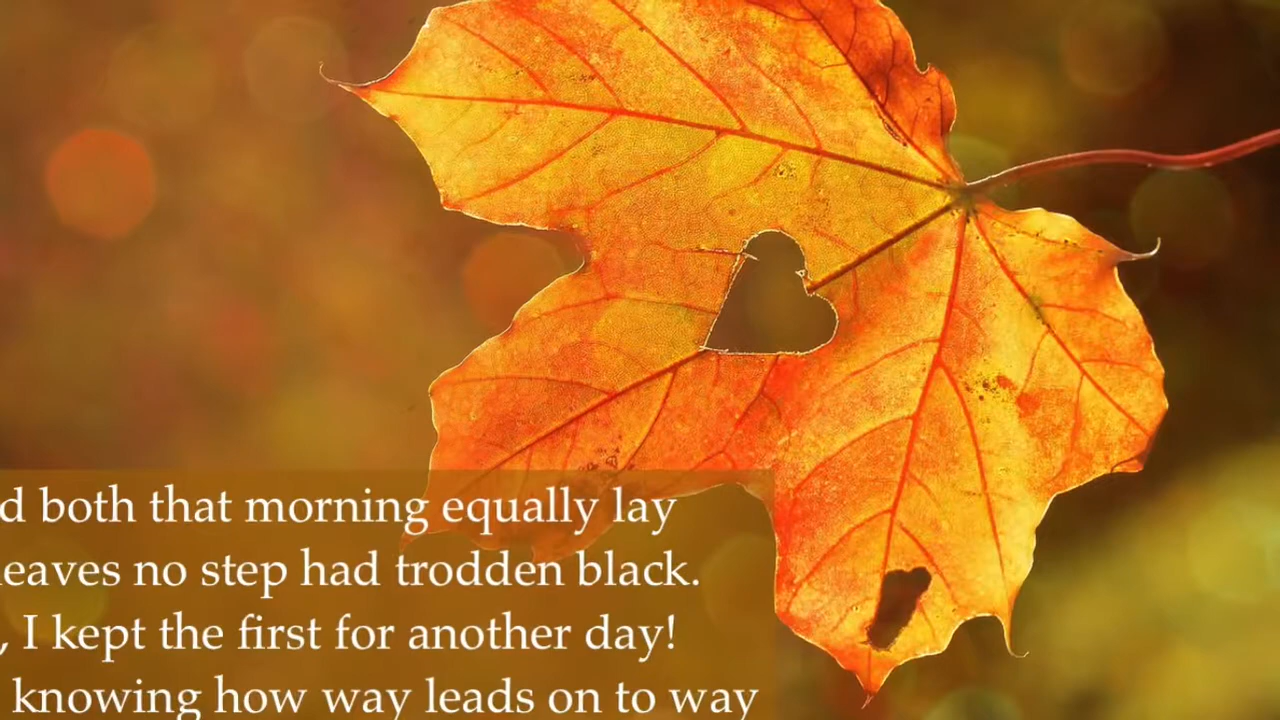 d both that morning equally lay
leaves no step had trodden black.
, I kept the first for another day!
knowing how way leads on to way